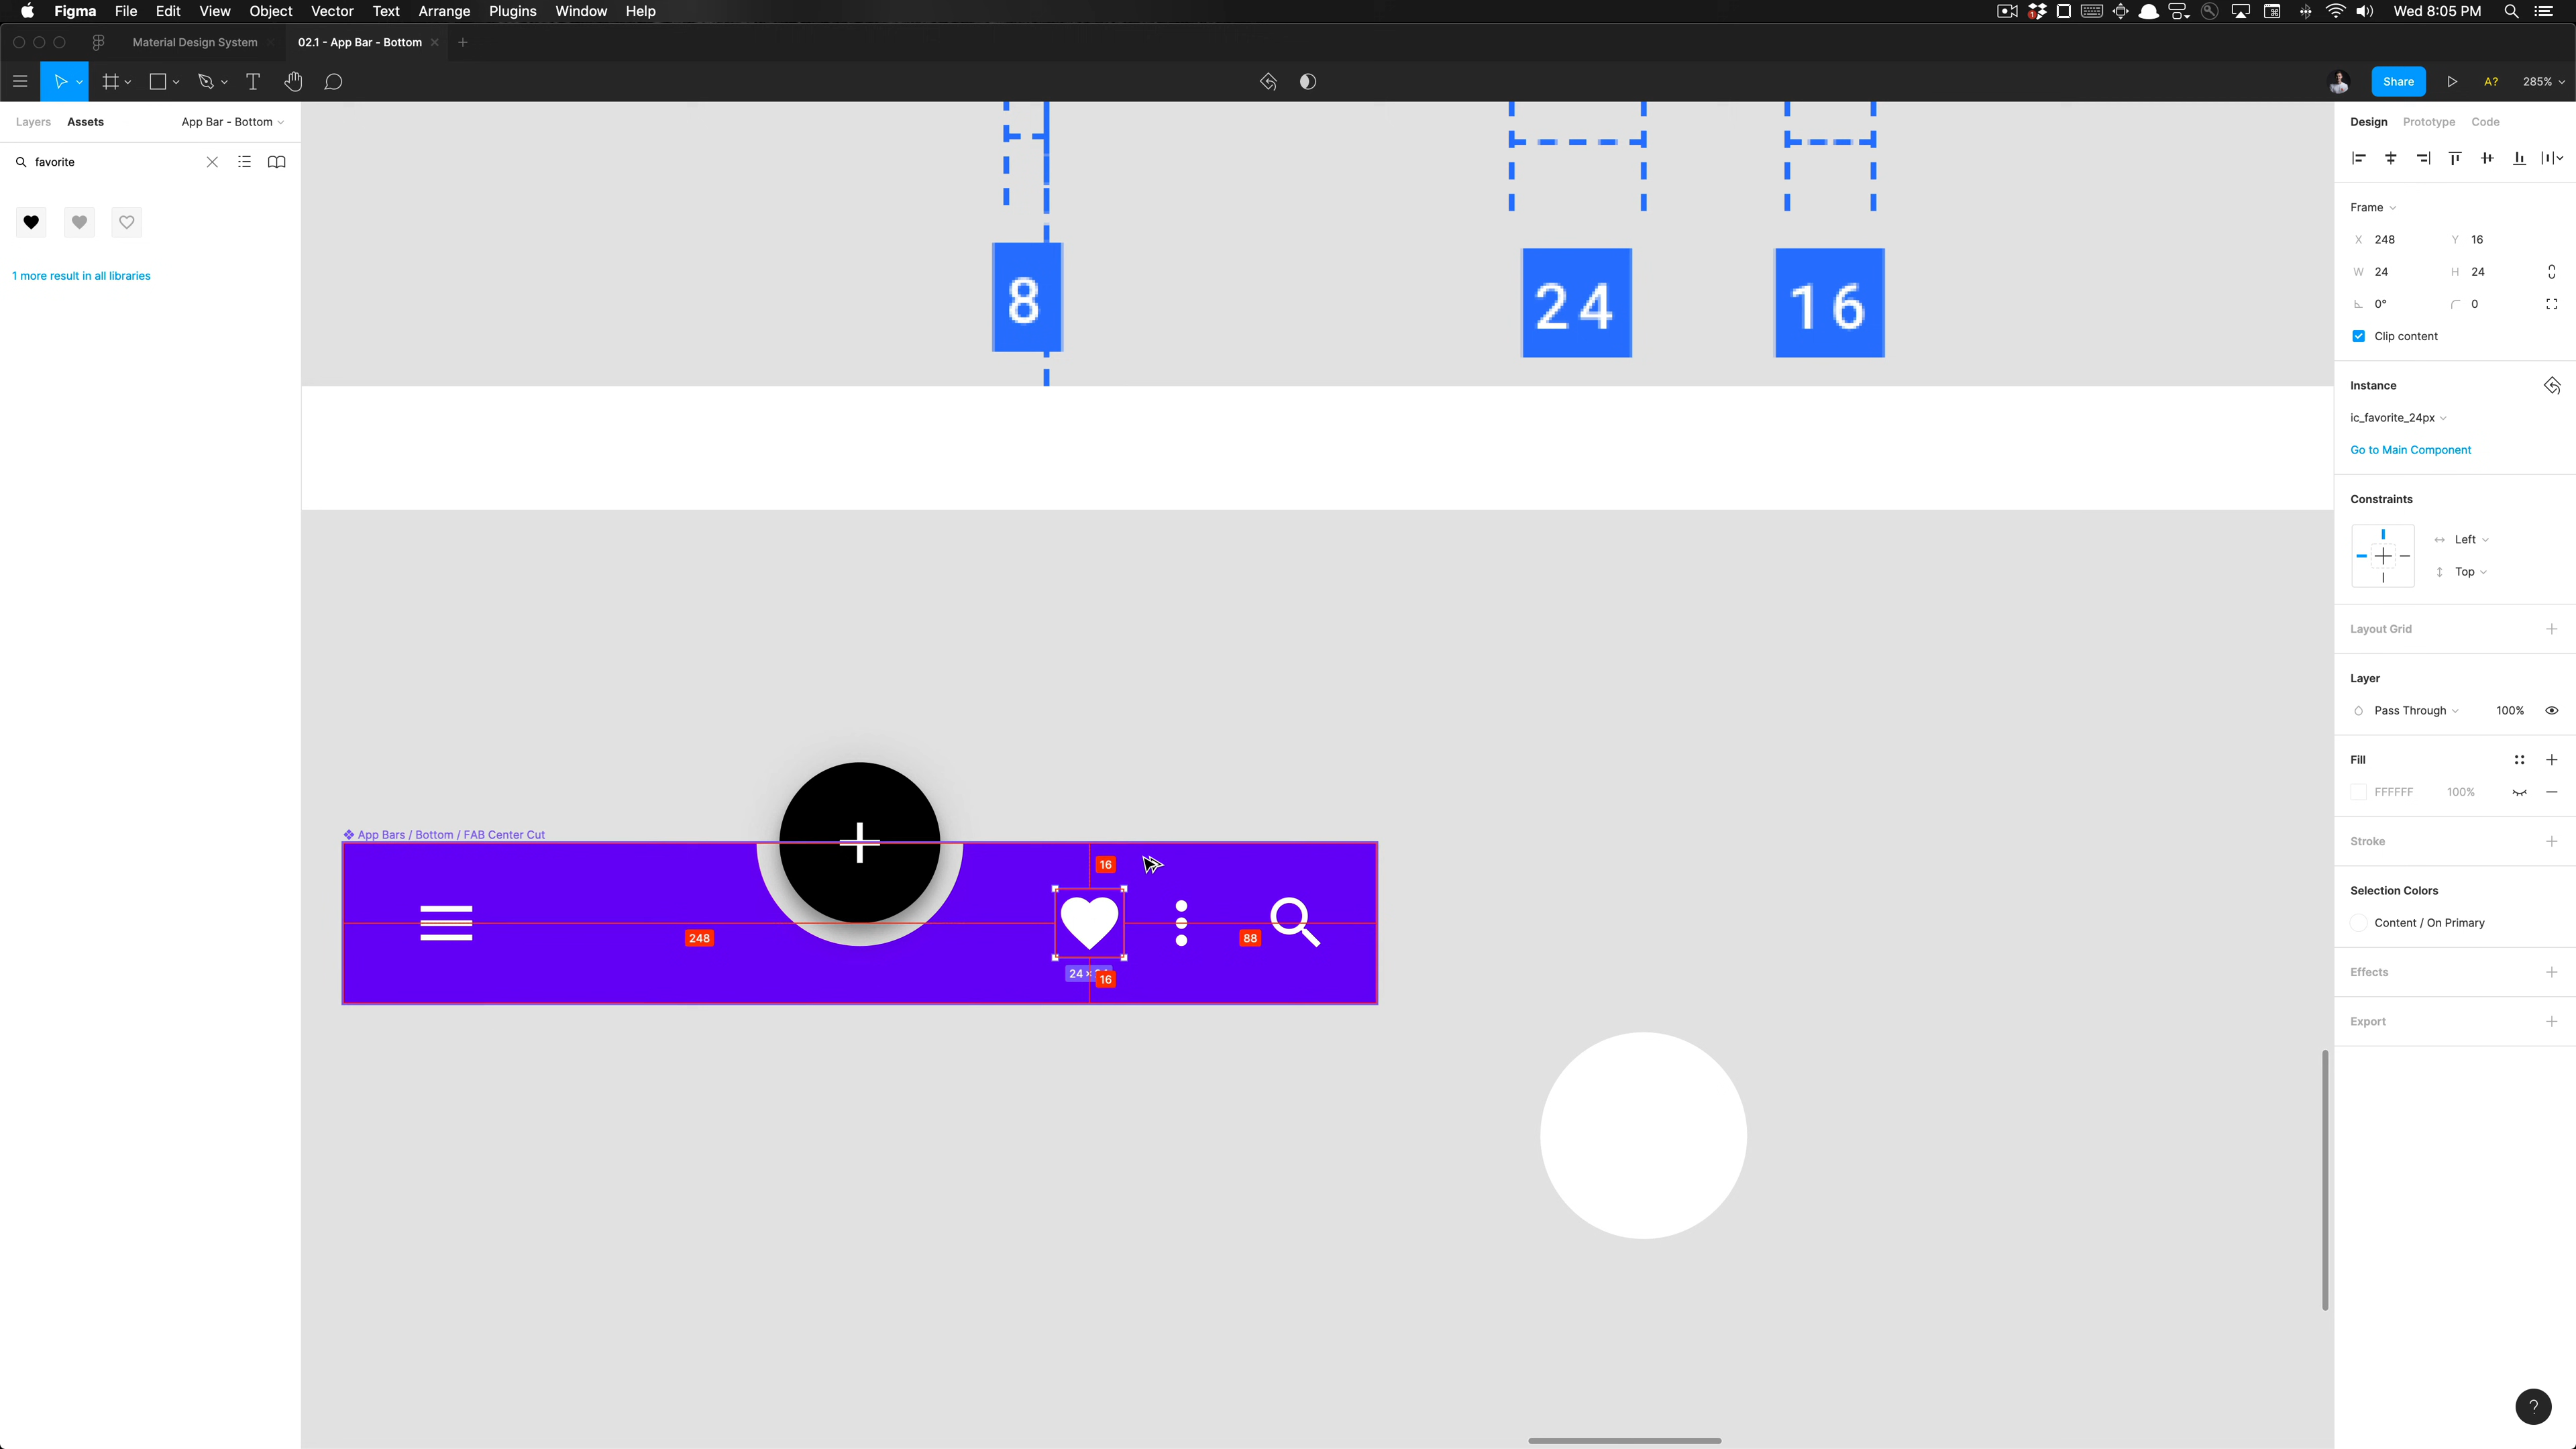 Figma File Edit View Object Vector Text Arrange Plugins Window Help
1
Wed 8:05 PM
Material Design System
02.1 - App Bar - Bottom
Share
A?
285%
Layers
Assets
App Bar - Bottom
favorite
1 more result in all libraries
8
24
16
App Bars / Bottom / FAB Center Cut
16
248
88
16
Design
Prototype
Code
Frame
X 248
Y 16
W 24
H 24
0°
0
Clip content
Instance
ic_favorite_24px
Go to Main Component
Constraints
Left
Top
Layout Grid
Layer
Pass Through
100%
Fill
FFFFFF
100%
Stroke
Selection Colors
Content / On Primary
Effects
Export
?